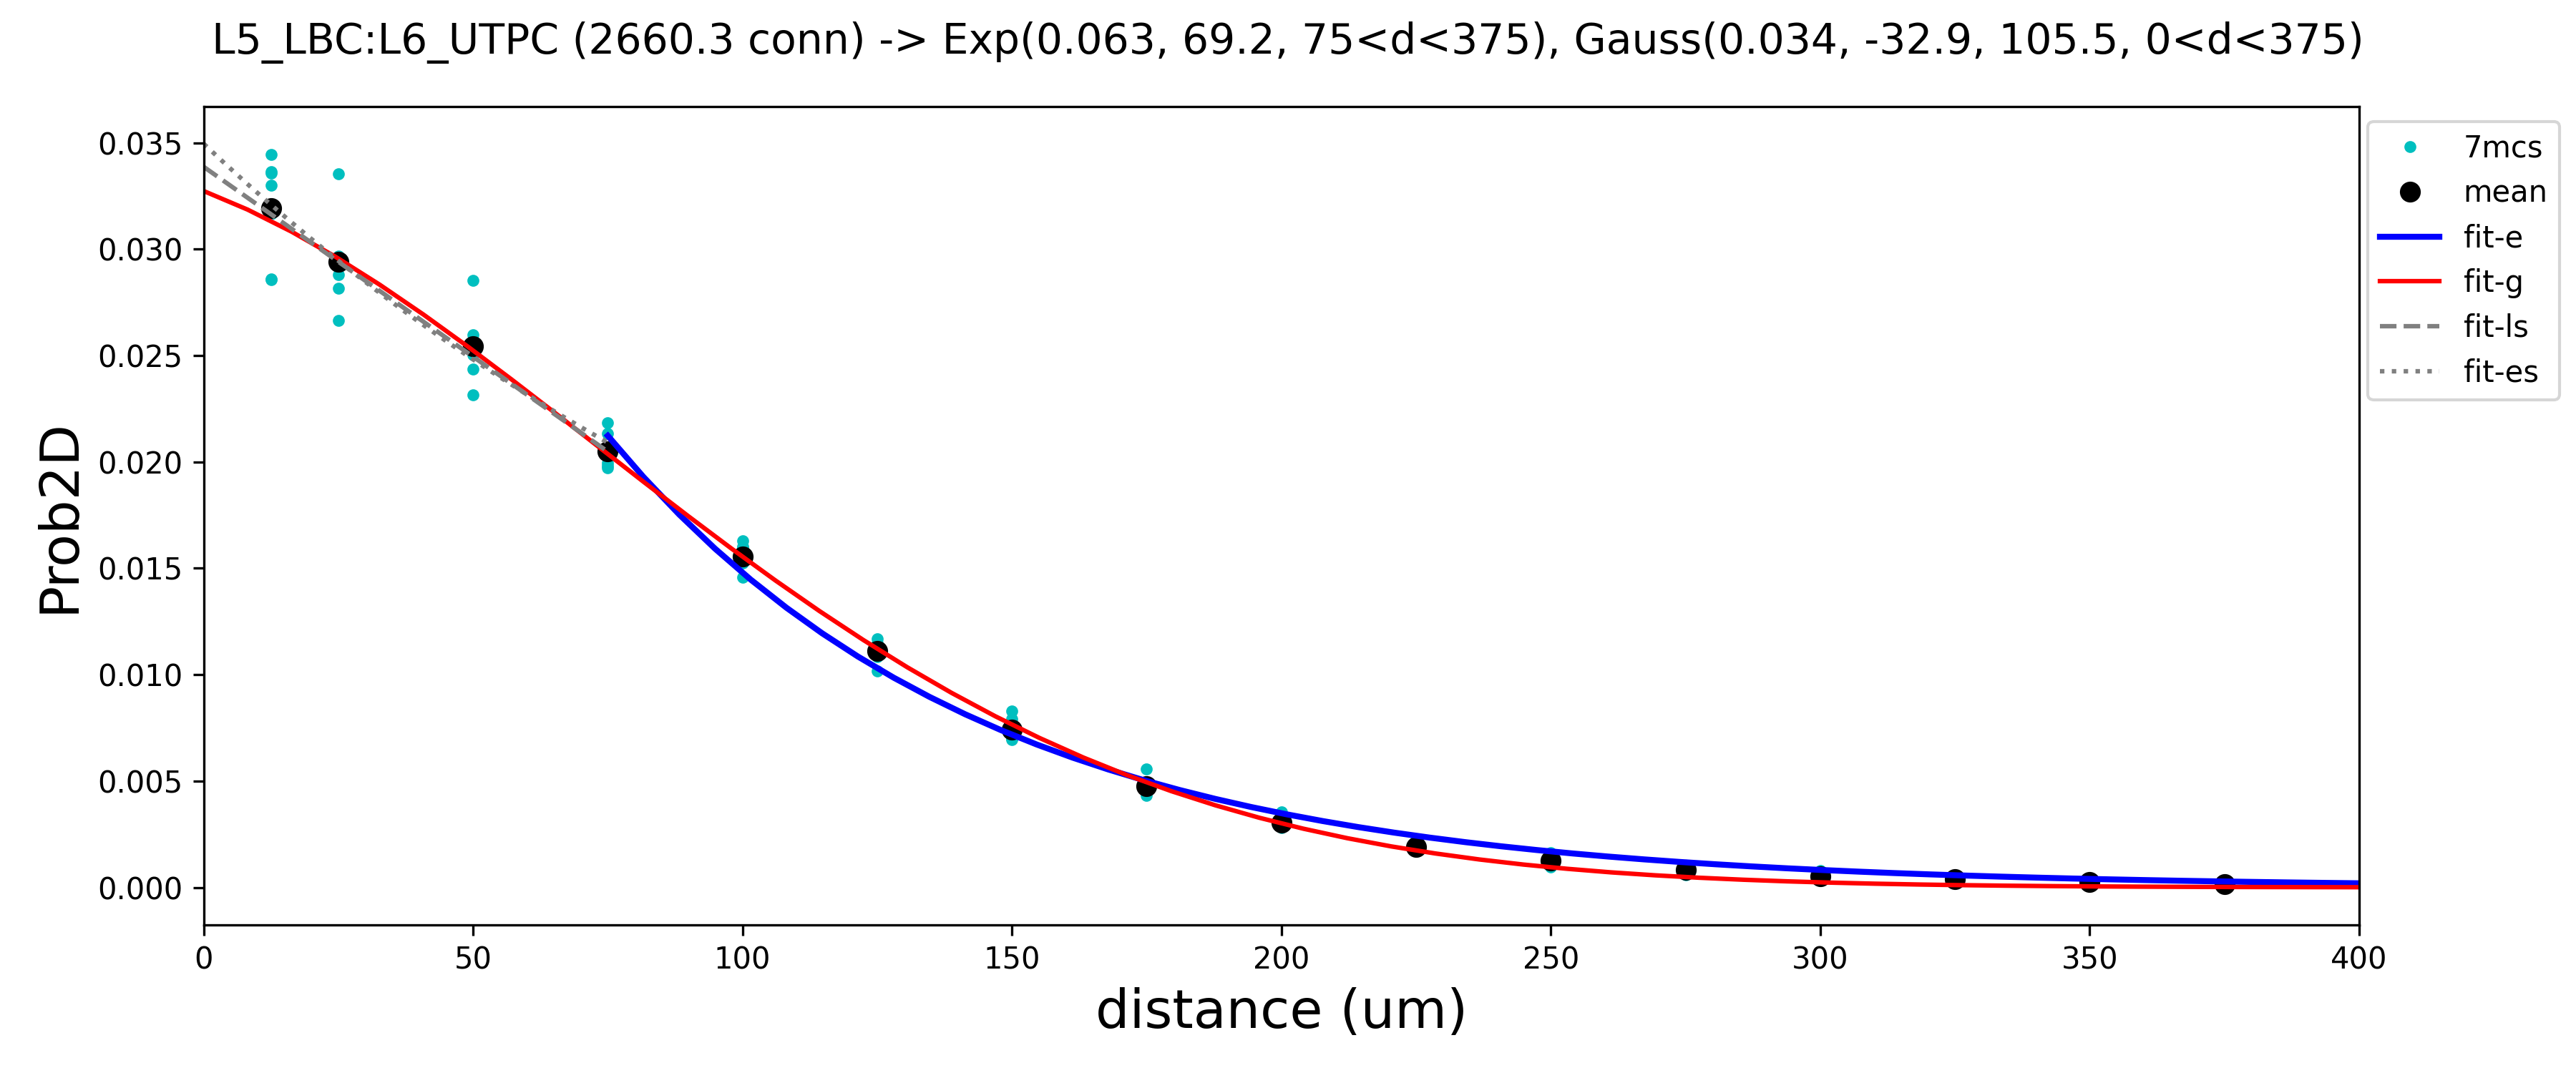 L5_LBC:L6_UTPC (2660.3 conn) -> Exp(0.063, 69.2, 75<d<375), Gauss(0.034, -32.9, 105.5, 0<d<375)
0.035
0.030
0.025
0.020
0.015
0.010
0.005
0.000
Prob2D
0 50 100 150 200 250 300 350 400
distance (um)
7mcs
mean
fit-e
fit-g
fit-ls
fit-es